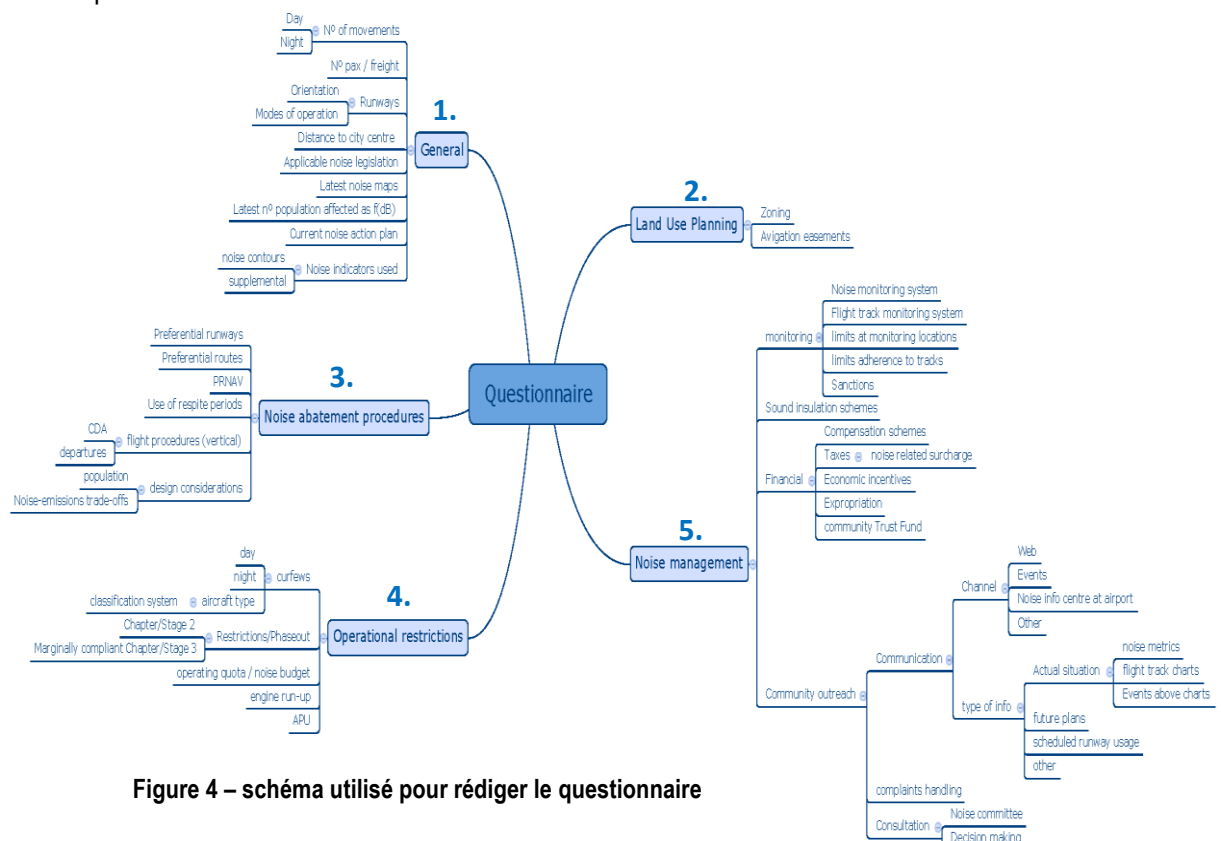 1.
General
Nº of movements
Day
Night
Nº pax / freight
Runways
Orientation
Modes of operation
Distance to city centre
Applicable noise legislation
Latest noise maps
Latest nº population affected as f(dB)
Current noise action plan
Noise indicators used
noise contours
supplemental
2.
Land Use Planning
Zoning
Avigation easements
Questionnaire
3.
Noise abatement procedures
Preferential runways
Preferential routes
PRNAV
Use of respite periods
flight procedures (vertical)
CDA
departures
design considerations
population
Noise-emissions trade-offs
4.
Operational restrictions
curfews
day
night
aircraft type
classification system
Restrictions/Phaseout
Chapter/Stage 2
Marginally compliant Chapter/Stage 3
operating quota / noise budget
engine run-up
APU
5.
Noise management
monitoring
Noise monitoring system
Flight track monitoring system
limits at monitoring locations
limits adherence to tracks
Sanctions
Sound insulation schemes
Financial
Compensation schemes
Taxes
noise related surcharge
Economic incentives
Expropriation
community Trust Fund
Community outreach
Communication
Channel
Web
Events
Noise info centre at airport
Other
type of info
Actual situation
noise metrics
flight track charts
Events above charts
future plans
scheduled runway usage
other
complaints handling
Consultation
Noise committee
Decision making
Figure 4 – schéma utilisé pour rédiger le questionnaire